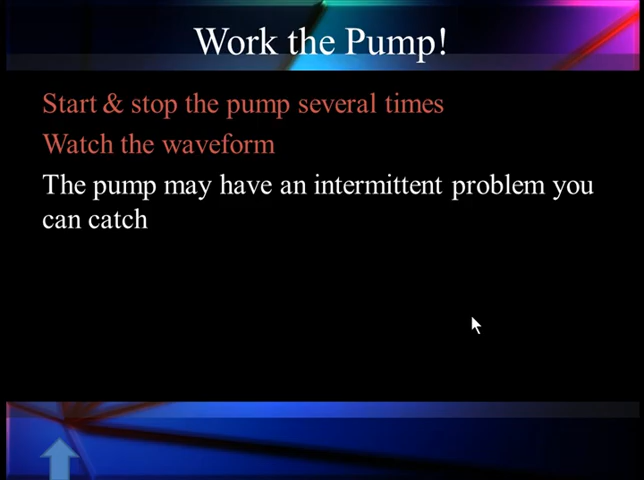 Work the Pump!
Start & stop the pump several times
Watch the waveform
The pump may have an intermittent problem you
can catch